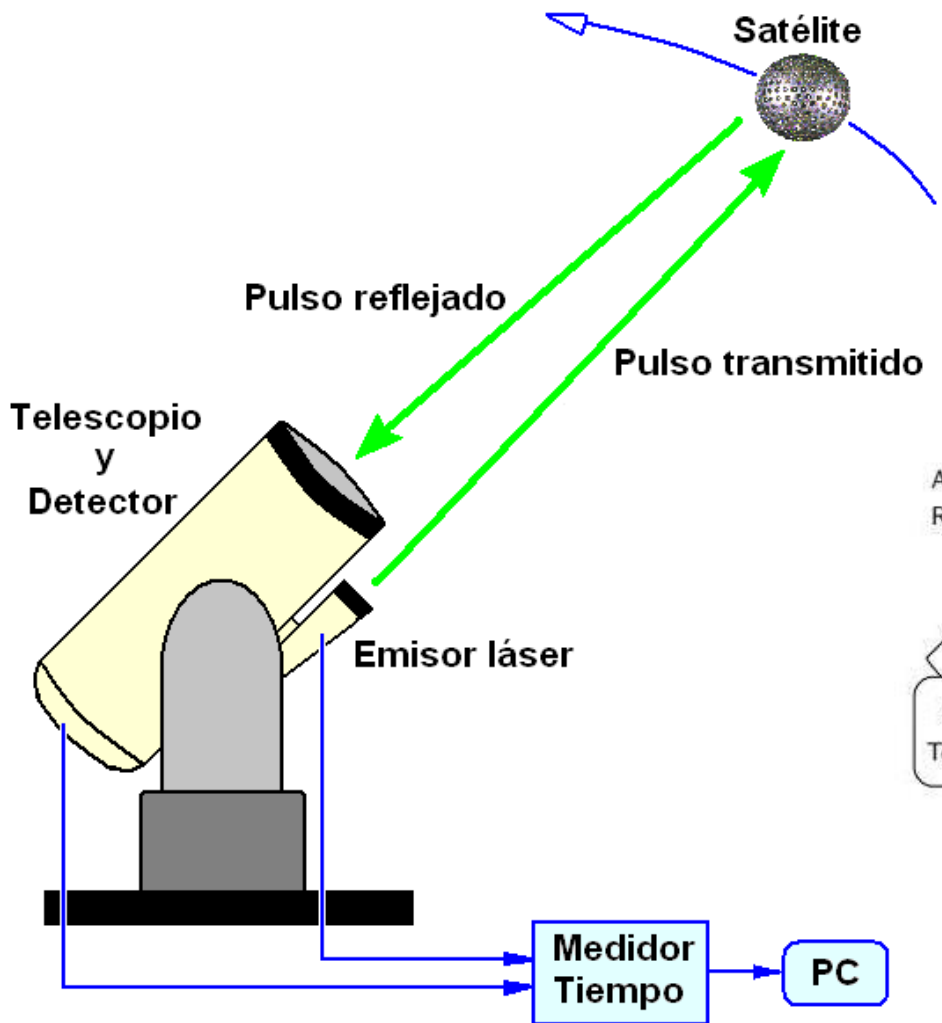 Satélite
Pulso reflejado
Pulso transmitido
Telescopio
y
Detector
Emisor láser
Medidor
Tiempo
PC